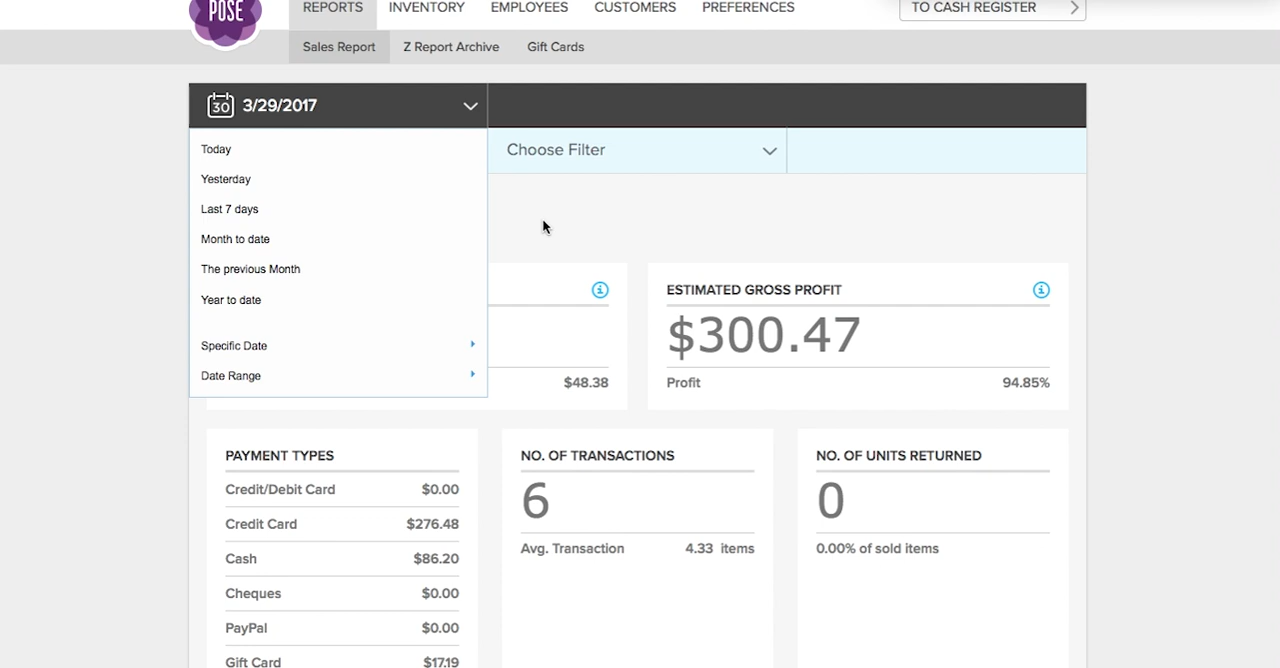 POSE
REPORTS INVENTORY EMPLOYEES CUSTOMERS PREFERENCES TO CASH REGISTER
Sales Report Z Report Archive Gift Cards
30 3/29/2017
Today
Choose Filter
Yesterday
Last 7 days
Month to date
The previous Month
Year to date
Specific Date
Date Range
$48.38
ESTIMATED GROSS PROFIT
$300.47
Profit 94.85%
PAYMENT TYPES
Credit/Debit Card $0.00
Credit Card $276.48
Cash $86.20
Cheques $0.00
PayPal $0.00
Gift Card $17.19
NO. OF TRANSACTIONS
6
Avg. Transaction 4.33 items
NO. OF UNITS RETURNED
0
0.00% of sold items